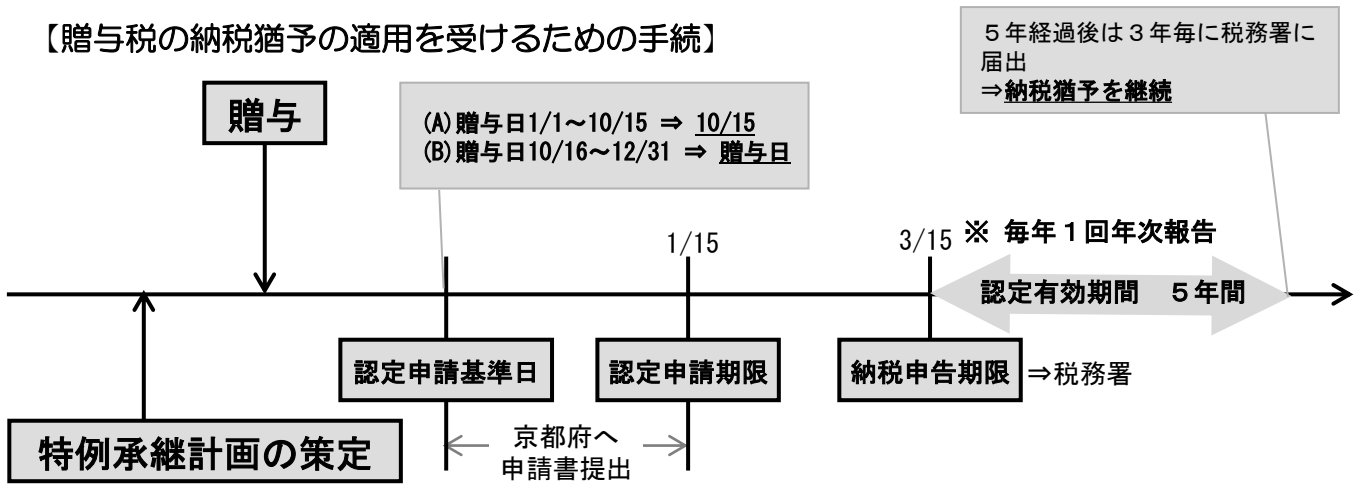 【贈与税の納税猶予の適用を受けるための手続】
５年経過後は３年毎に税務署に
届出
⇒納税猶予を継続
贈与
(A)贈与日1/1～10/15 ⇒ 10/15
(B)贈与日10/16～12/31 ⇒ 贈与日
1/15
3/15
※ 毎年１回年次報告
認定有効期間　５年間
認定申請基準日
認定申請期限
納税申告期限
⇒税務署
特例承継計画の策定
京都府へ
申請書提出